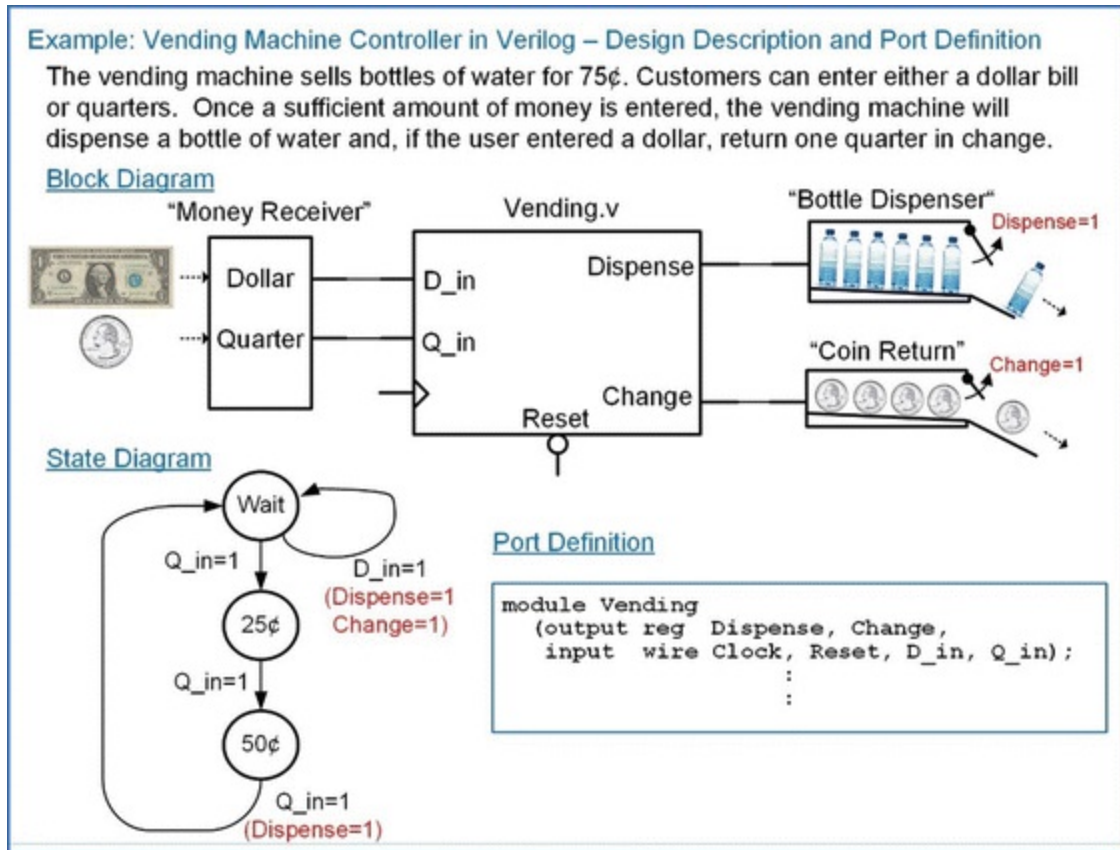 Example: Vending Machine Controller in Verilog – Design Description and Port Definition
The vending machine sells bottles of water for 75¢. Customers can enter either a dollar bill
or quarters. Once a sufficient amount of money is entered, the vending machine will
dispense a bottle of water and, if the user entered a dollar, return one quarter in change.
Block Diagram
"Money Receiver"
Vending.v
"Bottle Dispenser"
Dispense=1
Dollar
D_in
Dispense
Quarter
Q_in
"Coin Return"
Change=1
Change
Reset
State Diagram
Wait
Q_in=1
D_in=1
(Dispense=1
Change=1)
25¢
Q_in=1
50¢
Q_in=1
(Dispense=1)
Port Definition
module Vending
(output reg Dispense, Change,
input wire Clock, Reset, D_in, Q_in);
:
: